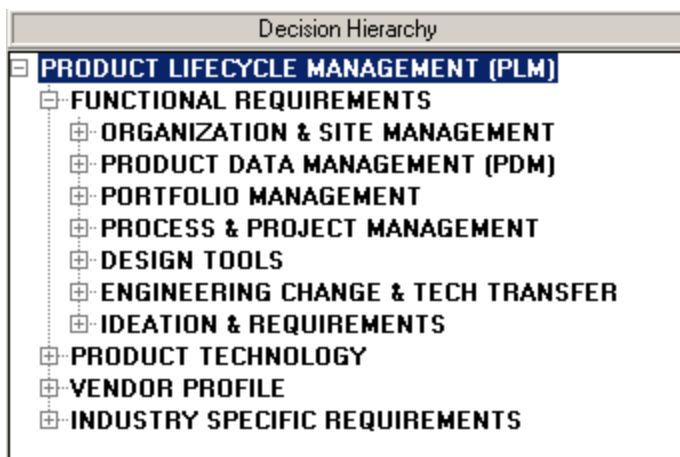 Decision Hierarchy
PRODUCT LIFECYCLE MANAGEMENT (PLM)
FUNCTIONAL REQUIREMENTS
ORGANIZATION & SITE MANAGEMENT
PRODUCT DATA MANAGEMENT (PDM)
PORTFOLIO MANAGEMENT
PROCESS & PROJECT MANAGEMENT
DESIGN TOOLS
ENGINEERING CHANGE & TECH TRANSFER
IDEATION & REQUIREMENTS
PRODUCT TECHNOLOGY
VENDOR PROFILE
INDUSTRY SPECIFIC REQUIREMENTS